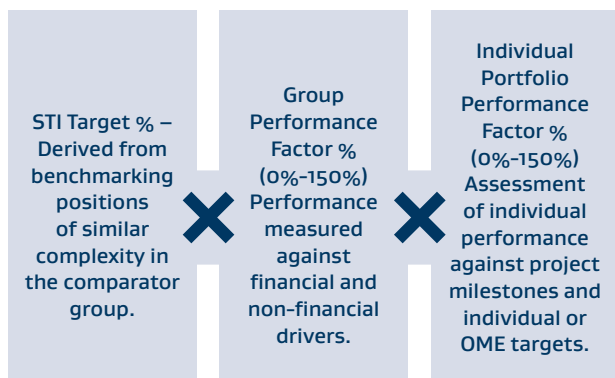 STI Target % –
Derived from
benchmarking
positions
of similar
complexity in
the comparator
group.
Group
Performance
Factor %
(0%-150%)
Performance
measured
against
financial and
non-financial
drivers.
Individual
Portfolio
Performance
Factor %
(0%-150%)
Assessment
of individual
performance
against project
milestones and
individual or
OME targets.